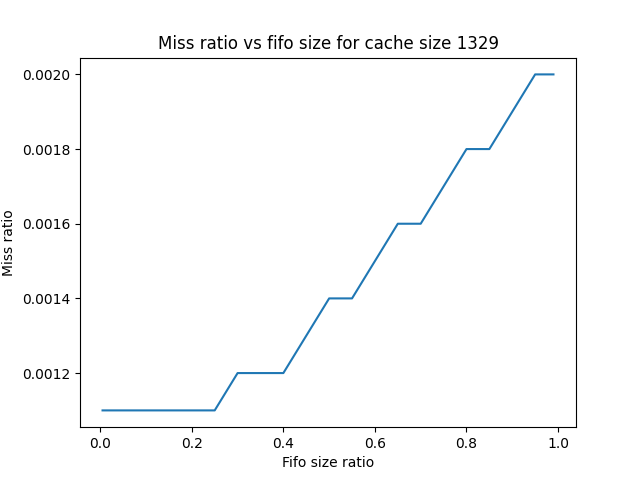 Miss ratio vs fifo size for cache size 1329
0.0020
0.0018
0.0016
0.0014
0.0012
Miss ratio
0.0 0.2 0.4 0.6 0.8 1.0
Fifo size ratio